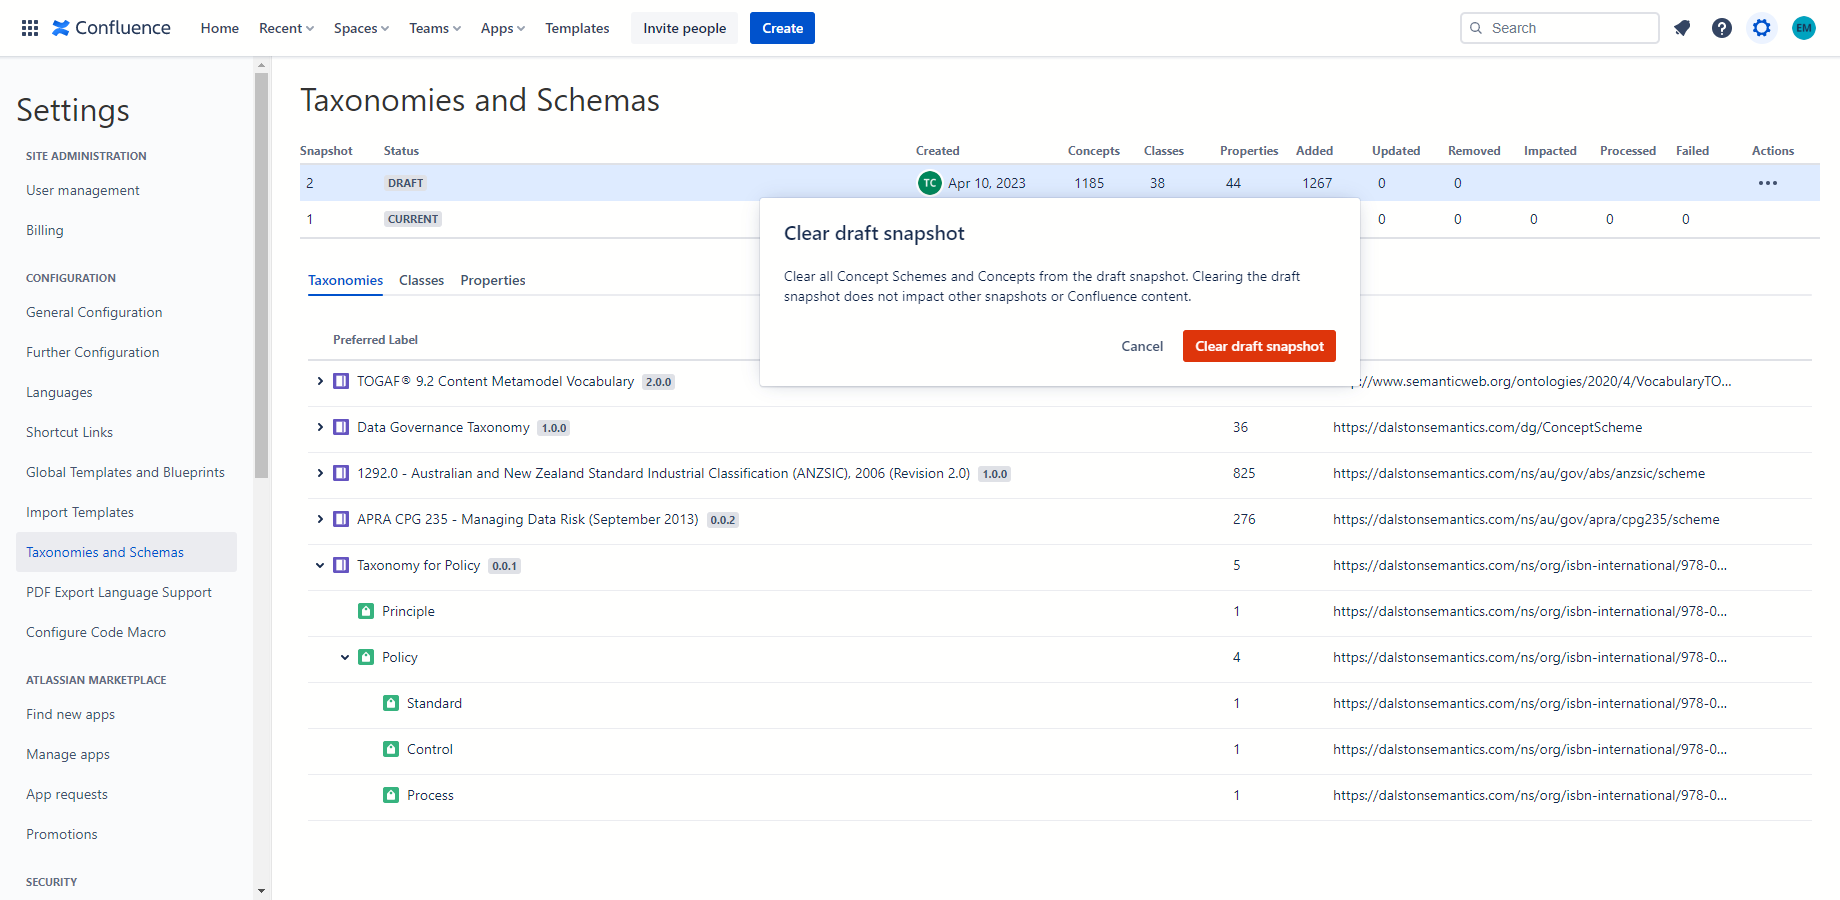 Confluence Home Recent Spaces Teams Apps Templates Invite people Create Search EM
Settings
SITE ADMINISTRATION
User management
Billing
CONFIGURATION
General Configuration
Further Configuration
Languages
Shortcut Links
Global Templates and Blueprints
Import Templates
Taxonomies and Schemas
PDF Export Language Support
Configure Code Macro
ATLASSIAN MARKETPLACE
Find new apps
Manage apps
App requests
Promotions
SECURITY
Taxonomies and Schemas
Snapshot Status Created Concepts Classes Properties Added Updated Removed Impacted Processed Failed Actions
2 DRAFT TC Apr 10, 2023 1185 38 44 1267 0 0
1 CURRENT 0 0 0 0 0
Clear draft snapshot
Clear all Concept Schemes and Concepts from the draft snapshot. Clearing the draft
snapshot does not impact other snapshots or Confluence content.
Cancel Clear draft snapshot
Taxonomies Classes Properties
Preferred Label
TOGAF® 9.2 Content Metamodel Vocabulary 2.0.0 ://www.semanticweb.org/ontologies/2020/4/VocabularyTO...
Data Governance Taxonomy 1.0.0 36 https://dalstonsemantics.com/dg/ConceptScheme
1292.0 - Australian and New Zealand Standard Industrial Classification (ANZSIC), 2006 (Revision 2.0) 1.0.0 825 https://dalstonsemantics.com/ns/au/gov/abs/anzsic/scheme
APRA CPG 235 - Managing Data Risk (September 2013) 0.0.2 276 https://dalstonsemantics.com/ns/au/gov/apra/cpg235/scheme
Taxonomy for Policy 0.0.1 5 https://dalstonsemantics.com/ns/org/isbn-international/978-0...
Principle 1 https://dalstonsemantics.com/ns/org/isbn-international/978-0...
Policy 4 https://dalstonsemantics.com/ns/org/isbn-international/978-0...
Standard 1 https://dalstonsemantics.com/ns/org/isbn-international/978-0...
Control 1 https://dalstonsemantics.com/ns/org/isbn-international/978-0...
Process 1 https://dalstonsemantics.com/ns/org/isbn-international/978-0...